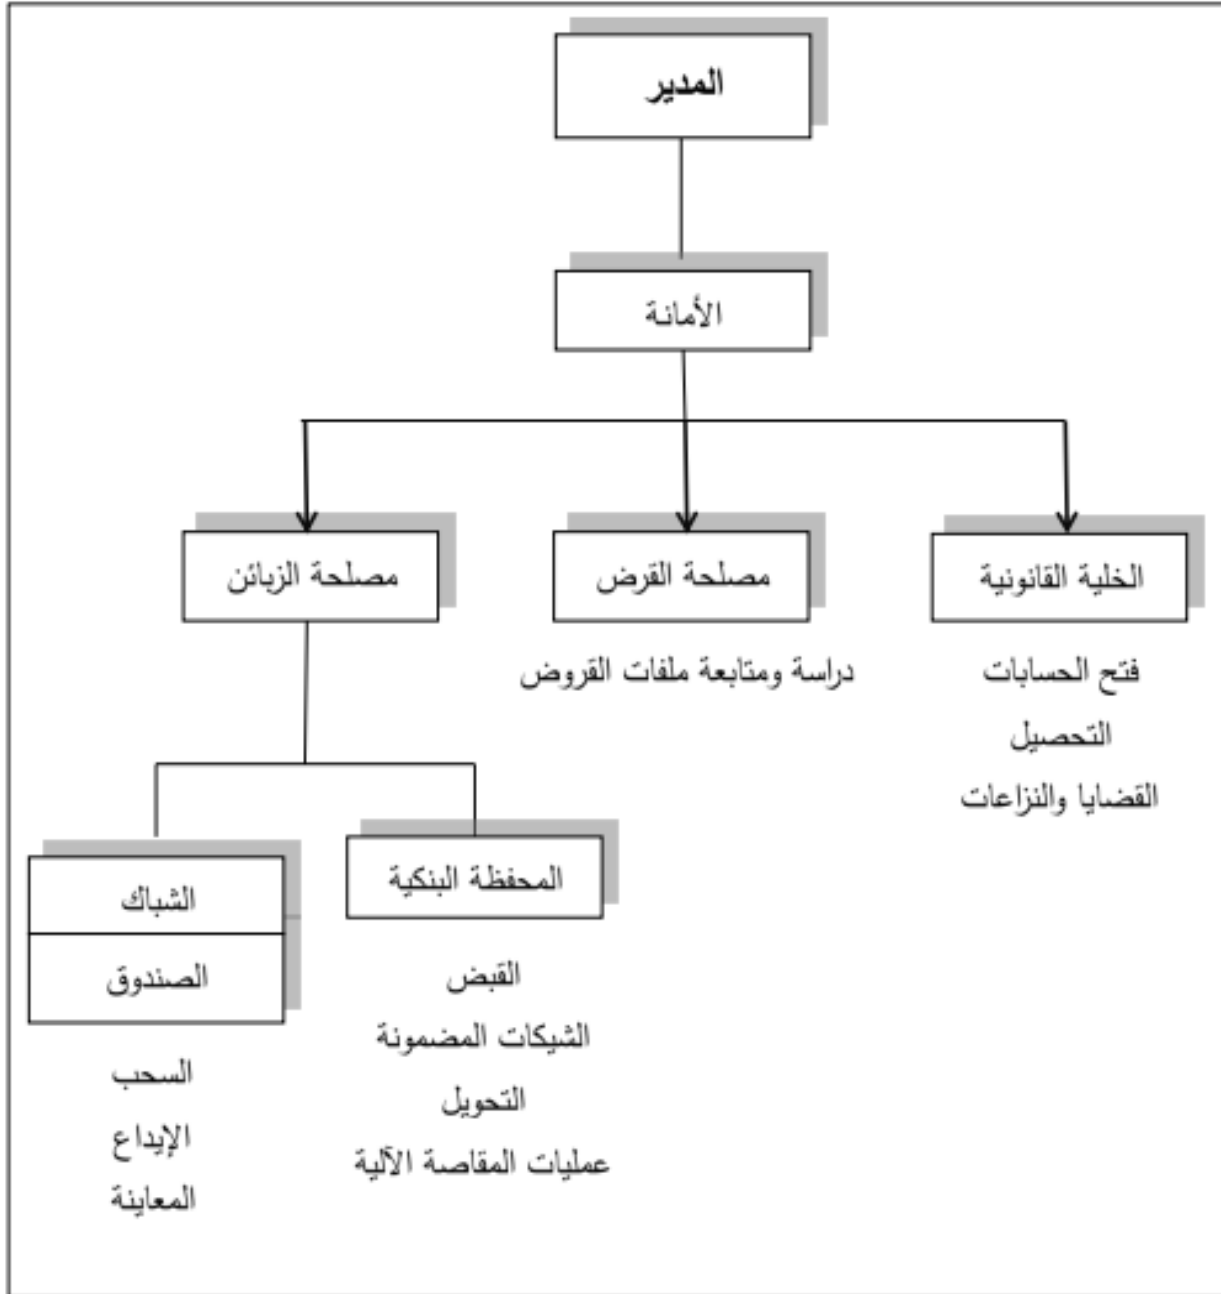 المدير
الأمانة
الخلية القانونية
فتح الحسابات
التحصيل
القضايا والنزاعات
مصلحة القرض
دراسة ومتابعة ملفات القروض
مصلحة الزبائن
المحفظة البنكية
القبض
الشيكات المضمونة
التحويل
عمليات المقاصة الآلية
الشباك
الصندوق
السحب
الإيداع
المعاينة